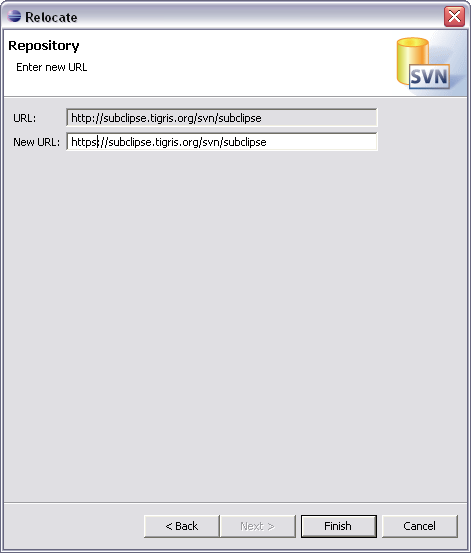 Relocate
Repository
Enter new URL
SVN
URL: http://subclipse.tigris.org/svn/subclipse
New URL: https://subclipse.tigris.org/svn/subclipse
< Back Next > Finish Cancel